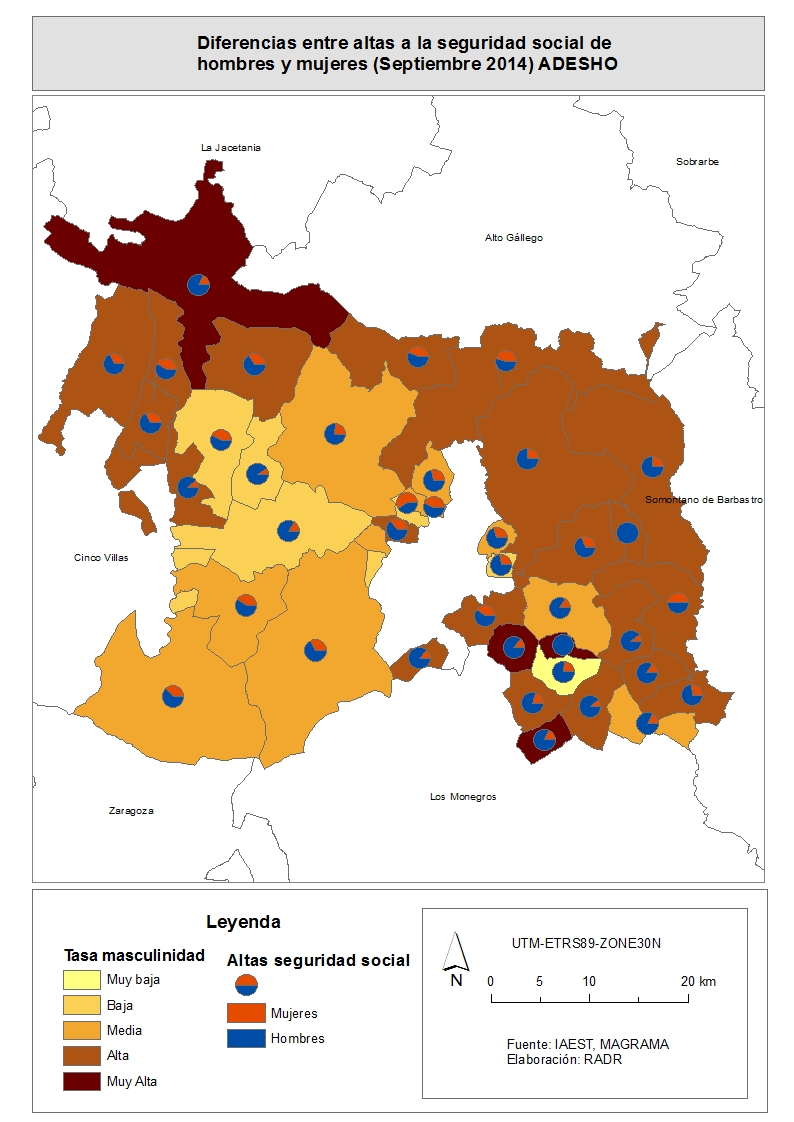 Diferencias entre altas a la seguridad social de
hombres y mujeres (Septiembre 2014) ADESHO
La Jacetania
Sobrarbe
Alto Gállego
Somontano de Barbastro
Cinco Villas
Los Monegros
Zaragoza
Leyenda
Tasa masculinidad
Muy baja
Baja
Media
Alta
Muy Alta
Altas seguridad social
Mujeres
Hombres
N
UTM-ETRS89-ZONE30N
0 5 10 20 km
Fuente: IAEST, MAGRAMA
Elaboración: RADR